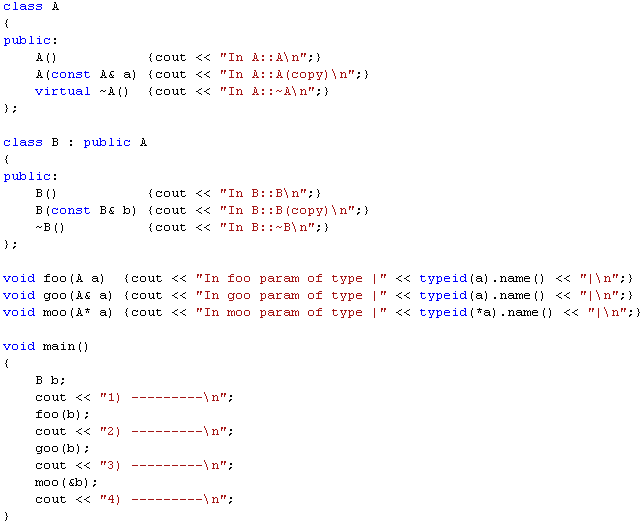 class A
{
public:
    A()            {cout << "In A::A\n";}
    A(const A& a) {cout << "In A::A(copy)\n";}
    virtual ~A()  {cout << "In A::~A\n";}
};

class B : public A
{
public:
    B()            {cout << "In B::B\n";}
    B(const B& b) {cout << "In B::B(copy)\n";}
    ~B()           {cout << "In B::~B\n";}
};

void foo(A a)  {cout << "In foo param of type |" << typeid(a).name() << "|\n";}
void goo(A& a) {cout << "In goo param of type |" << typeid(a).name() << "|\n";}
void moo(A* a) {cout << "In moo param of type |" << typeid(*a).name() << "|\n";}

void main()
{
    B b;
    cout << "1) ---------\n";
    foo(b);
    cout << "2) ---------\n";
    goo(b);
    cout << "3) ---------\n";
    moo(&b);
    cout << "4) ---------\n";
}